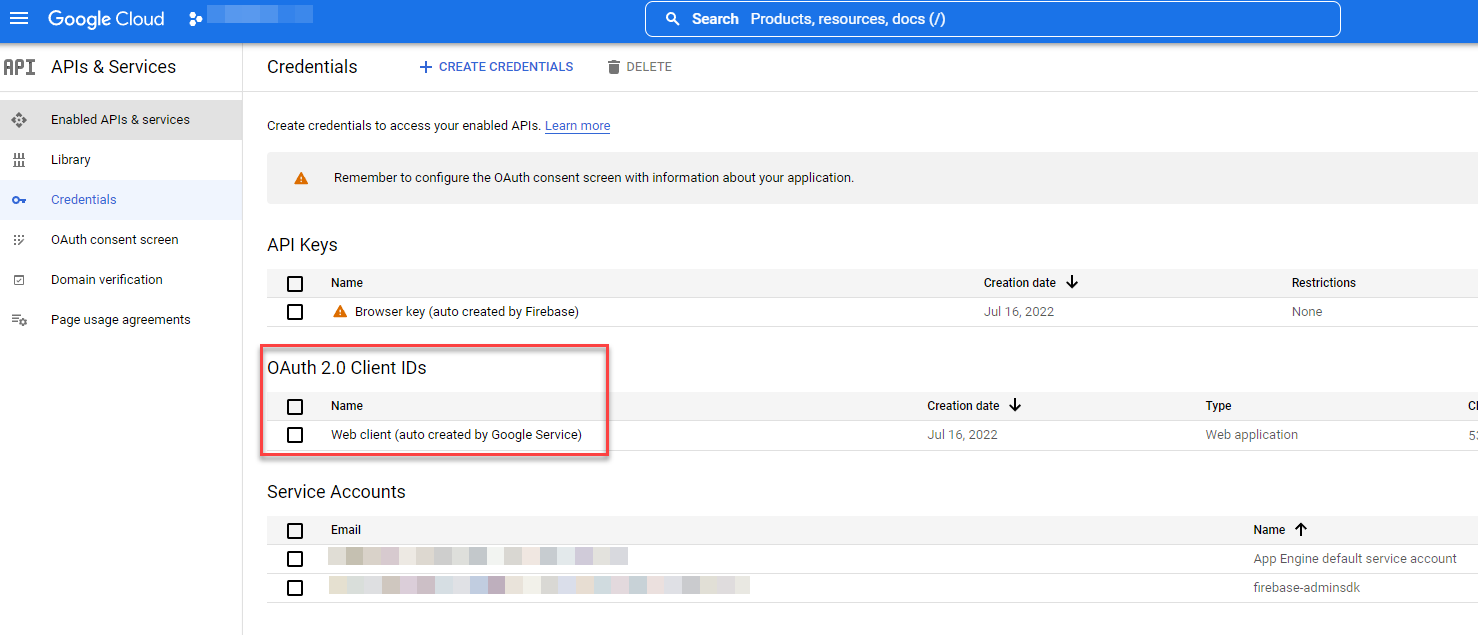 Google Cloud
Search Products, resources, docs (/)
API APIs & Services
Credentials
CREATE CREDENTIALS
DELETE
Enabled APIs & services
Library
Credentials
OAuth consent screen
Domain verification
Page usage agreements
Create credentials to access your enabled APIs. Learn more
Remember to configure the OAuth consent screen with information about your application.
API Keys
Name Creation date Restrictions
Browser key (auto created by Firebase) Jul 16, 2022 None
OAuth 2.0 Client IDs
Name Creation date Type
Web client (auto created by Google Service) Jul 16, 2022 Web application
Service Accounts
Email Name
App Engine default service account
firebase-adminsdk